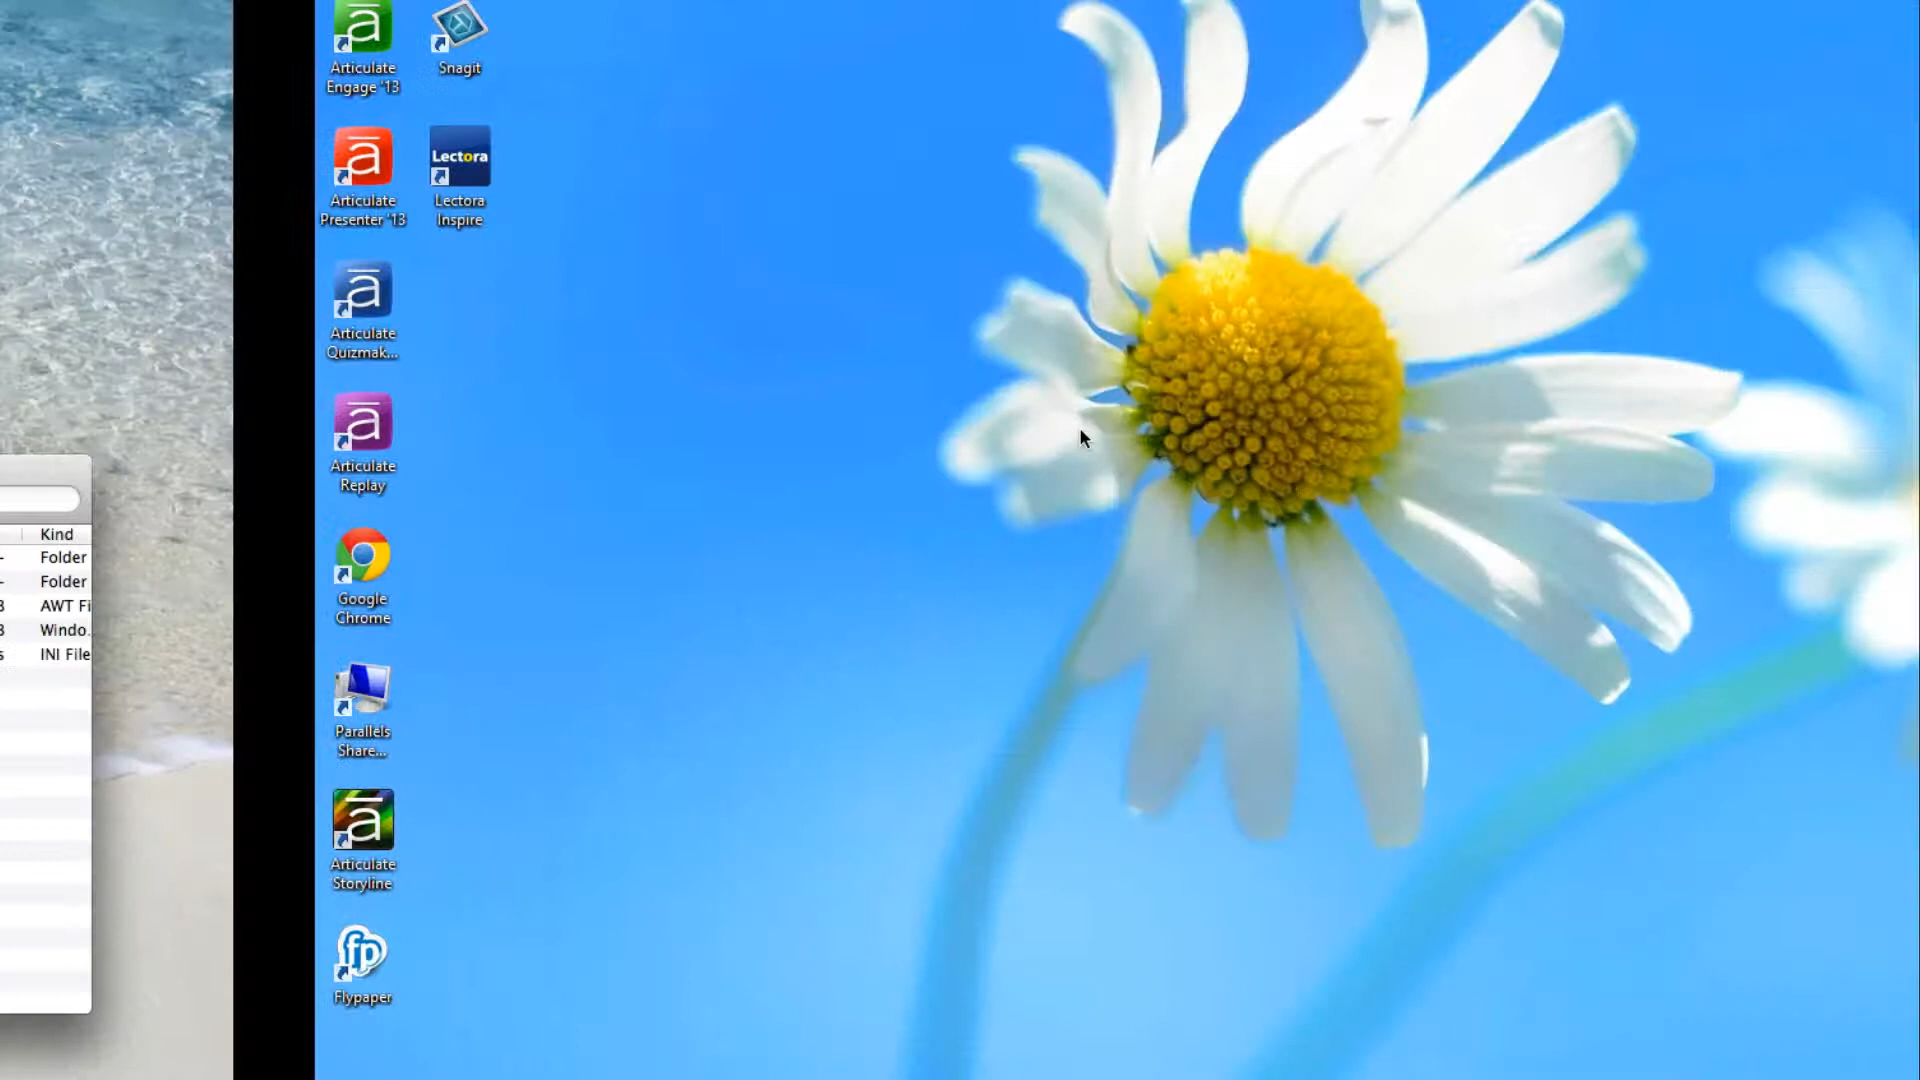 Kind
Folder
Folder
AWT Fi
Windo.
INI File
Articulate
Engage '13
Snagit
Articulate
Presenter '13
Lectora
Lectora
Inspire
Articulate
Quizmak...
Articulate
Replay
Google
Chrome
Parallels
Share...
Articulate
Storyline
fp
Flypaper